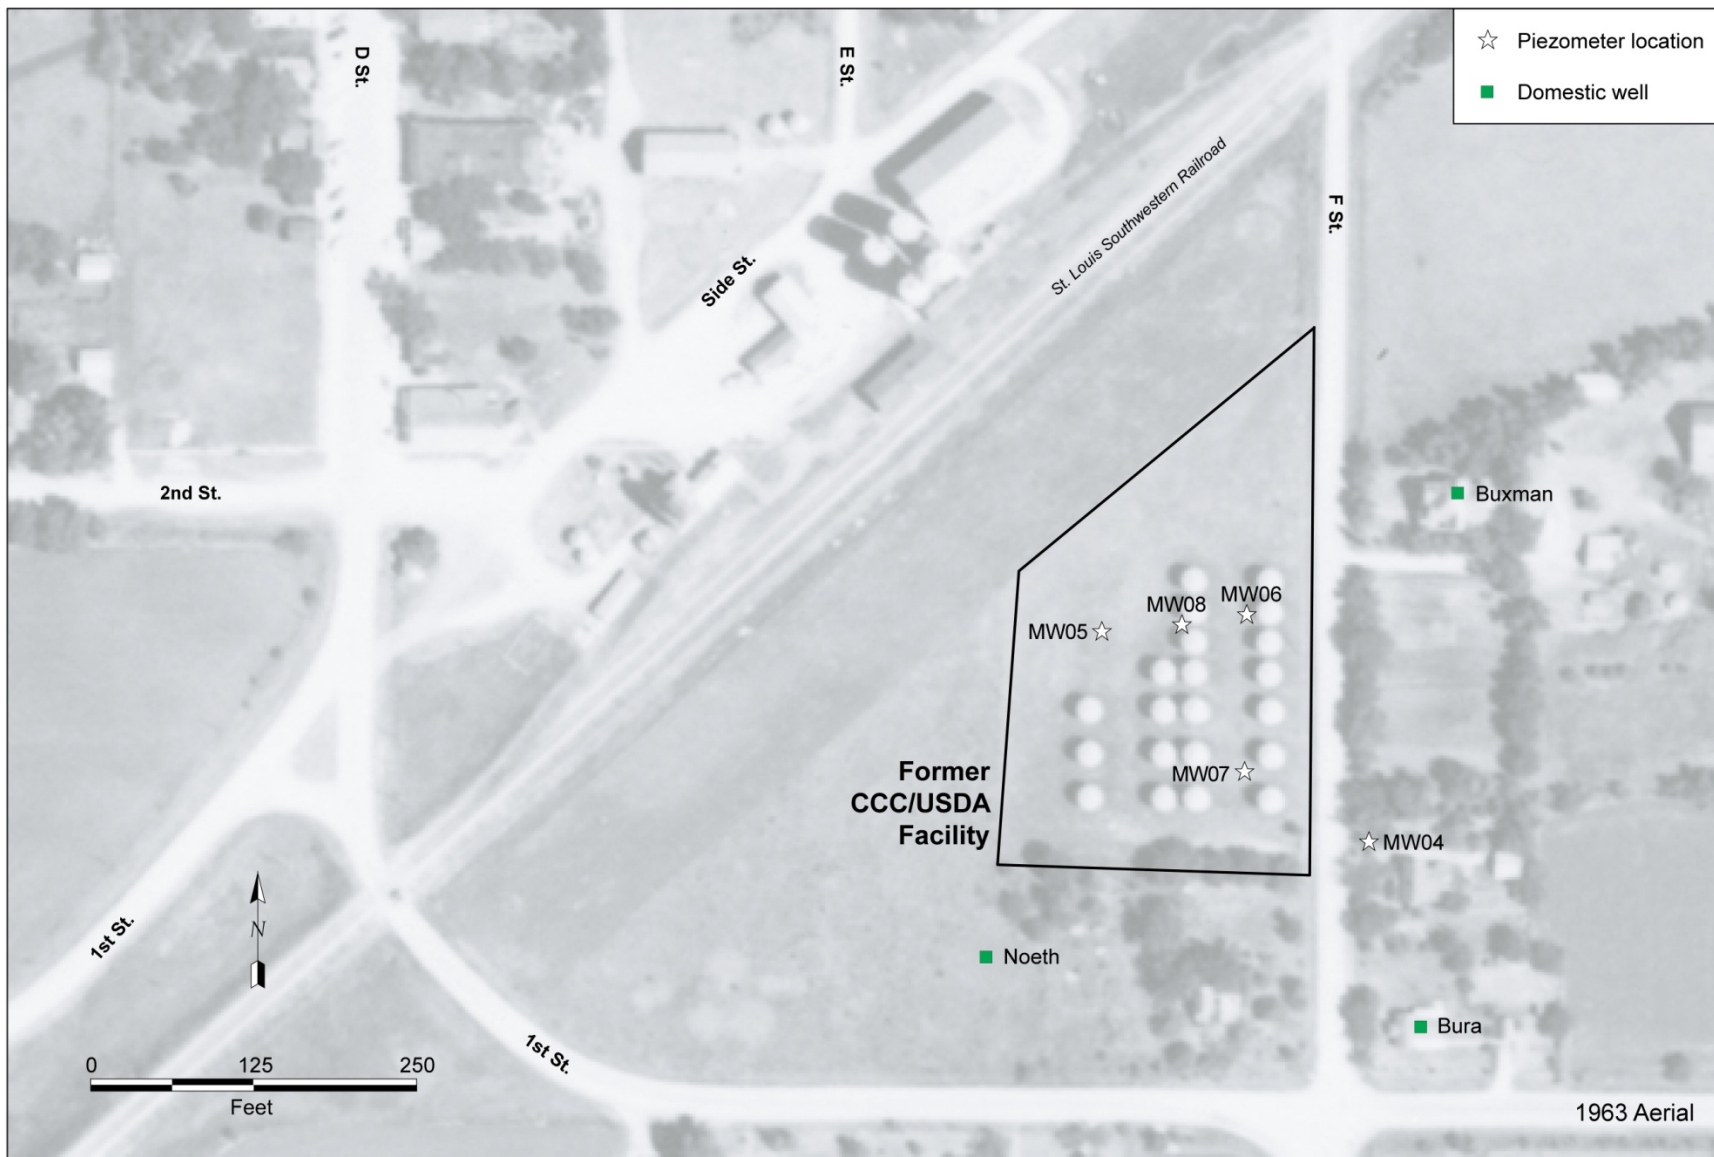 Piezometer location
Domestic well
D St.
E St.
F St.
St. Louis Southwestern Railroad
Side St.
2nd St.
Buxman
MW06
MW08
MW05
MW07
Former
CCC/USDA
Facility
MW04
1st St.
N
Noeth
Bura
1st St.
0 125 250
Feet
1963 Aerial